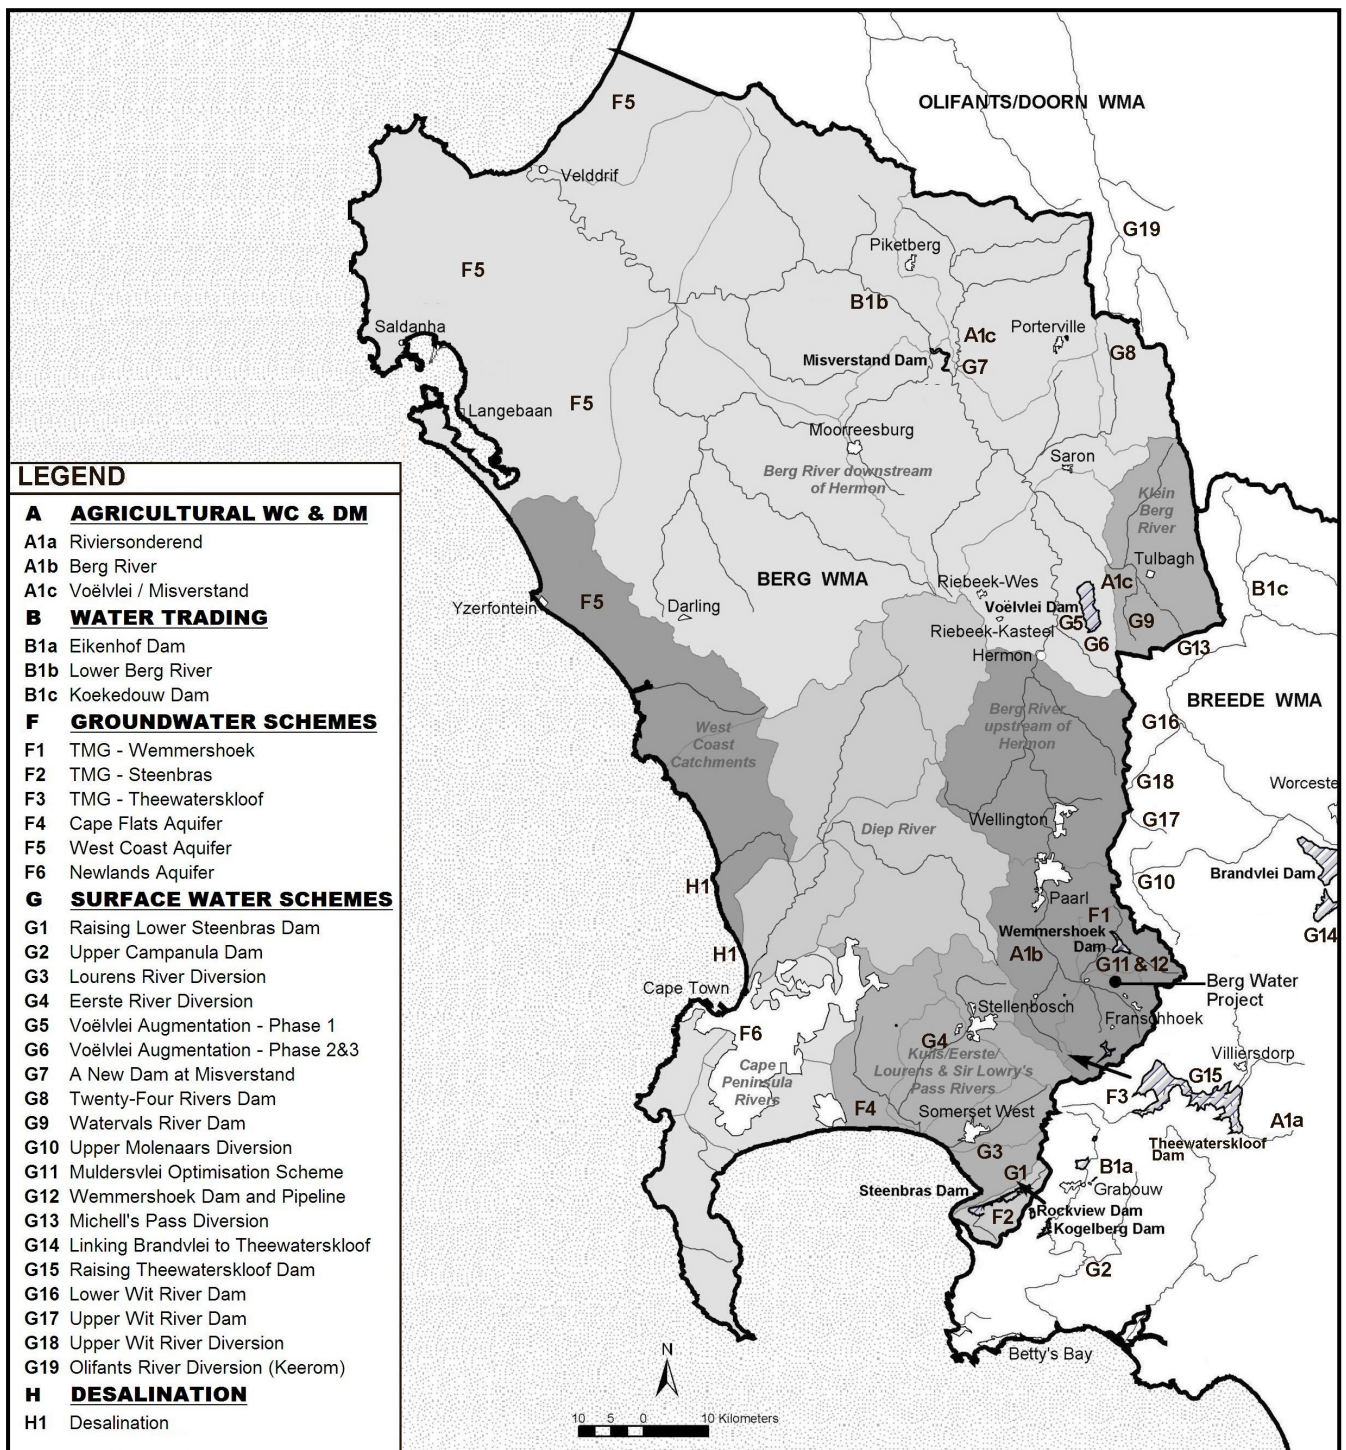 OLIFANTS/DOORN WMA
F5
Velddrif
G19
Piketberg
F5
B1b
Saldanha
A1c
Porterville
Misverstand Dam
G7
G8
F5
Langebaan
Moorreesburg
Berg River downstream
of Hermon
Saron
Klein
Berg
River
LEGEND
A AGRICULTURAL WC & DM
A1a Riviersonderend
A1b Berg River
A1c Voëlvlei / Misverstand
B WATER TRADING
B1a Eikenhof Dam
B1b Lower Berg River
B1c Koekedouw Dam
F GROUNDWATER SCHEMES
F1 TMG - Wemmershoek
F2 TMG - Steenbras
F3 TMG - Theewaterskloof
F4 Cape Flats Aquifer
F5 West Coast Aquifer
F6 Newlands Aquifer
G SURFACE WATER SCHEMES
G1 Raising Lower Steenbras Dam
G2 Upper Campanula Dam
G3 Lourens River Diversion
G4 Eerste River Diversion
G5 Voëlvlei Augmentation - Phase 1
G6 Voëlvlei Augmentation - Phase 2&3
G7 A New Dam at Misverstand
G8 Twenty-Four Rivers Dam
G9 Watervals River Dam
G10 Upper Molenaars Diversion
G11 Muldersvlei Optimisation Scheme
G12 Wemmershoek Dam and Pipeline
G13 Michell's Pass Diversion
G14 Linking Brandvlei to Theewaterskloof
G15 Raising Theewaterskloof Dam
G16 Lower Wit River Dam
G17 Upper Wit River Dam
G18 Upper Wit River Diversion
G19 Olifants River Diversion (Keerom)
H DESALINATION
H1 Desalination
Tulbagh
BERG WMA
Riebeek-Wes
A1c
B1c
Yzerfontein
F5
Darling
Voëlvlei Dam
G5
G9
Riebeek-Kasteel
G6
G13
Hermon
BREEDE WMA
West
Coast
Catchments
Berg River
upstream of
Hermon
G16
G18
Worceste
Wellington
G17
Diep River
Brandvlei Dam
G10
H1
Paarl
F1
G14
Wemmershoek
Dam
H1
A1b
G11 & 12
Berg Water
Project
Cape Town
Stellenbosch
Franschhoek
F6
G4
Kuils/Eerste/
Lourens & Sir Lowry's
Pass Rivers
Villiersdorp
Cape
Peninsula
Rivers
G15
F3
F4
Somerset West
A1a
Theewaterskloof
Dam
G3
G1
B1a
Grabouw
Steenbras Dam
F2
Rockview Dam
Kogelberg Dam
G2
Betty's Bay
N
10 5 0 10 Kilometers